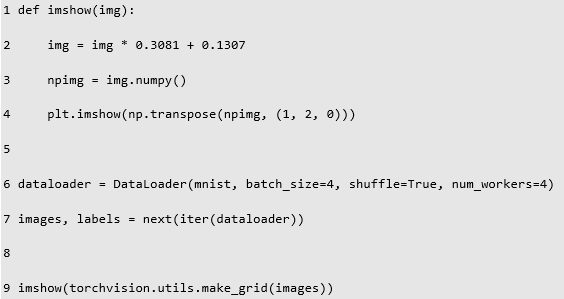 1 def imshow(img):
2     img = img * 0.3081 + 0.1307
3     npimg = img.numpy()
4     plt.imshow(np.transpose(npimg, (1, 2, 0)))
5
6 dataloader = DataLoader(mnist, batch_size=4, shuffle=True, num_workers=4)
7 images, labels = next(iter(dataloader))
8
9 imshow(torchvision.utils.make_grid(images))